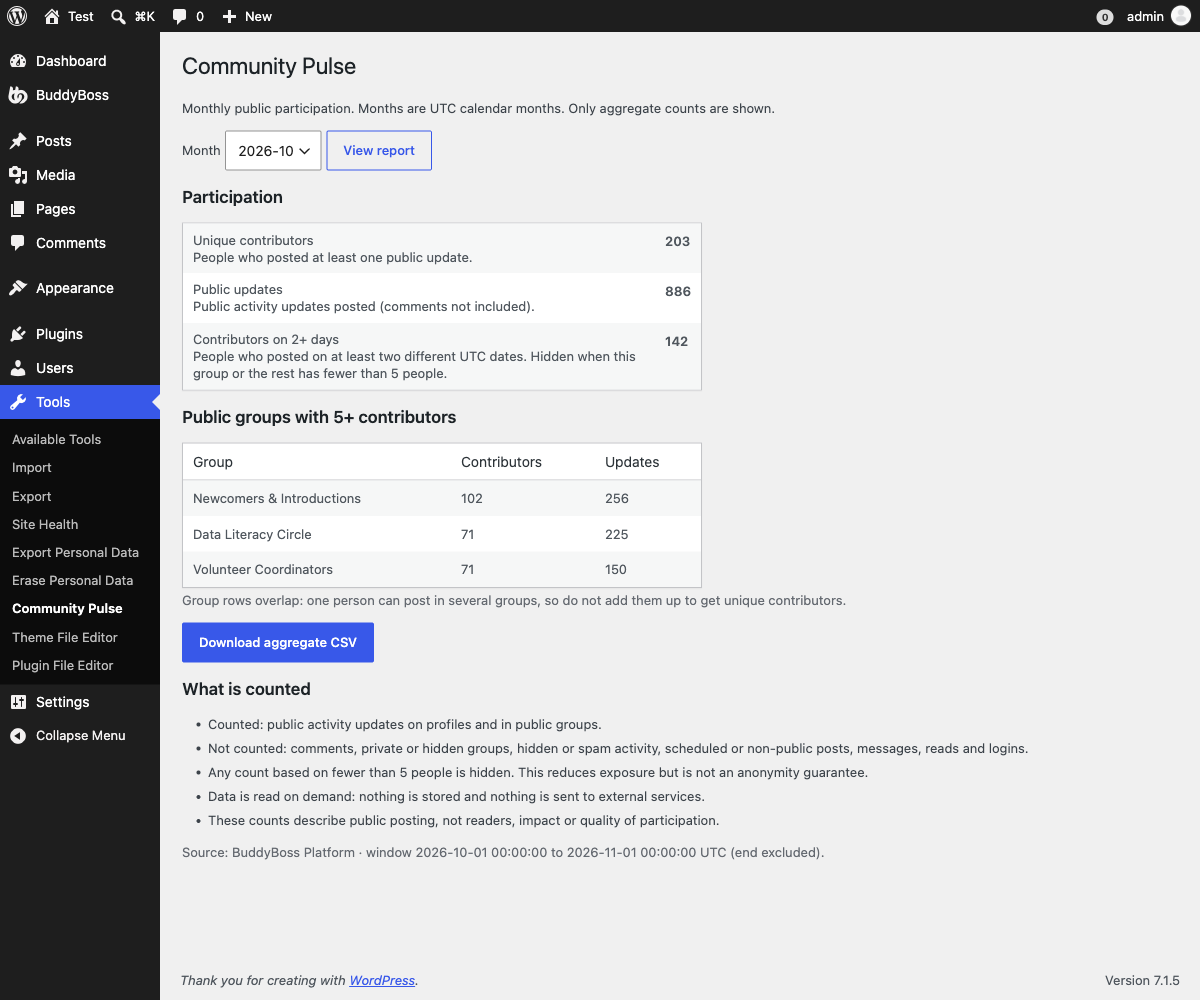 Test
⌘K
0
New
0
admin
Dashboard
BuddyBoss
Posts
Media
Pages
Comments
Appearance
Plugins
Users
Tools
Available Tools
Import
Export
Site Health
Export Personal Data
Erase Personal Data
Community Pulse
Theme File Editor
Plugin File Editor
Settings
Collapse Menu
Community Pulse
Monthly public participation. Months are UTC calendar months. Only aggregate counts are shown.
Month 2026-10 View report
Participation
Unique contributors 203
People who posted at least one public update.
Public updates 886
Public activity updates posted (comments not included).
Contributors on 2+ days 142
People who posted on at least two different UTC dates. Hidden when this
group or the rest has fewer than 5 people.
Public groups with 5+ contributors
Group Contributors Updates
Newcomers & Introductions 102 256
Data Literacy Circle 71 225
Volunteer Coordinators 71 150
Group rows overlap: one person can post in several groups, so do not add them up to get unique contributors.
Download aggregate CSV
What is counted
• Counted: public activity updates on profiles and in public groups.
• Not counted: comments, private or hidden groups, hidden or spam activity, scheduled or non-public posts, messages, reads and logins.
• Any count based on fewer than 5 people is hidden. This reduces exposure but is not an anonymity guarantee.
• Data is read on demand: nothing is stored and nothing is sent to external services.
• These counts describe public posting, not readers, impact or quality of participation.
Source: BuddyBoss Platform · window 2026-10-01 00:00:00 to 2026-11-01 00:00:00 UTC (end excluded).
Thank you for creating with WordPress.
Version 7.1.5